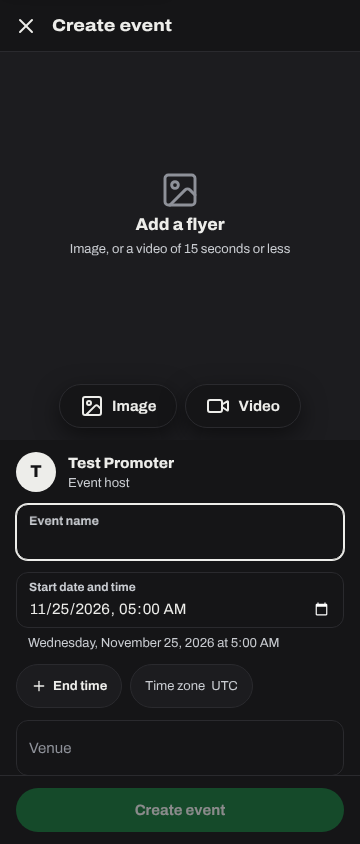 Create event
Add a flyer
Image, or a video of 15 seconds or less
Image
Video
T
Test Promoter
Event host
Event name
Start date and time
11/25/2026, 05:00 AM
Wednesday, November 25, 2026 at 5:00 AM
+ End time
Time zone UTC
Venue
Create event